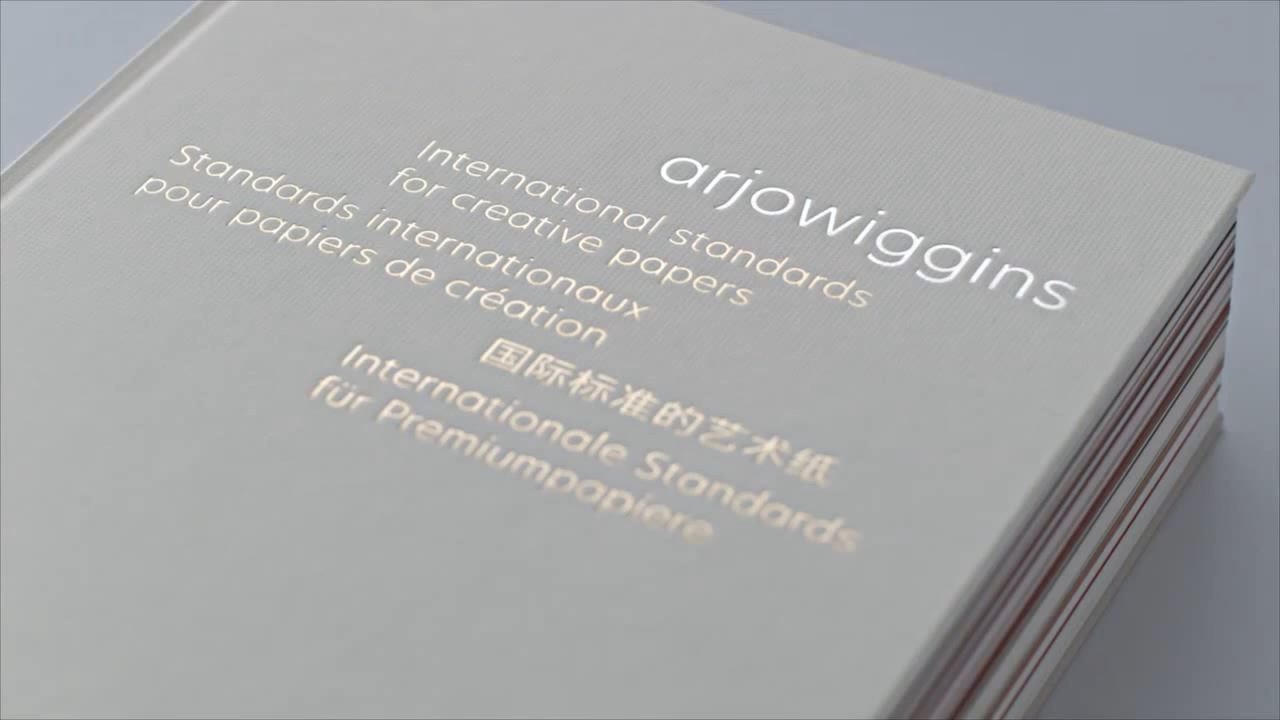 arjowiggins
International standards
for creative papers
Standards internationaux
pour papiers de création
国际标准的艺术纸
Internationale Standards
für Premiumpapiere